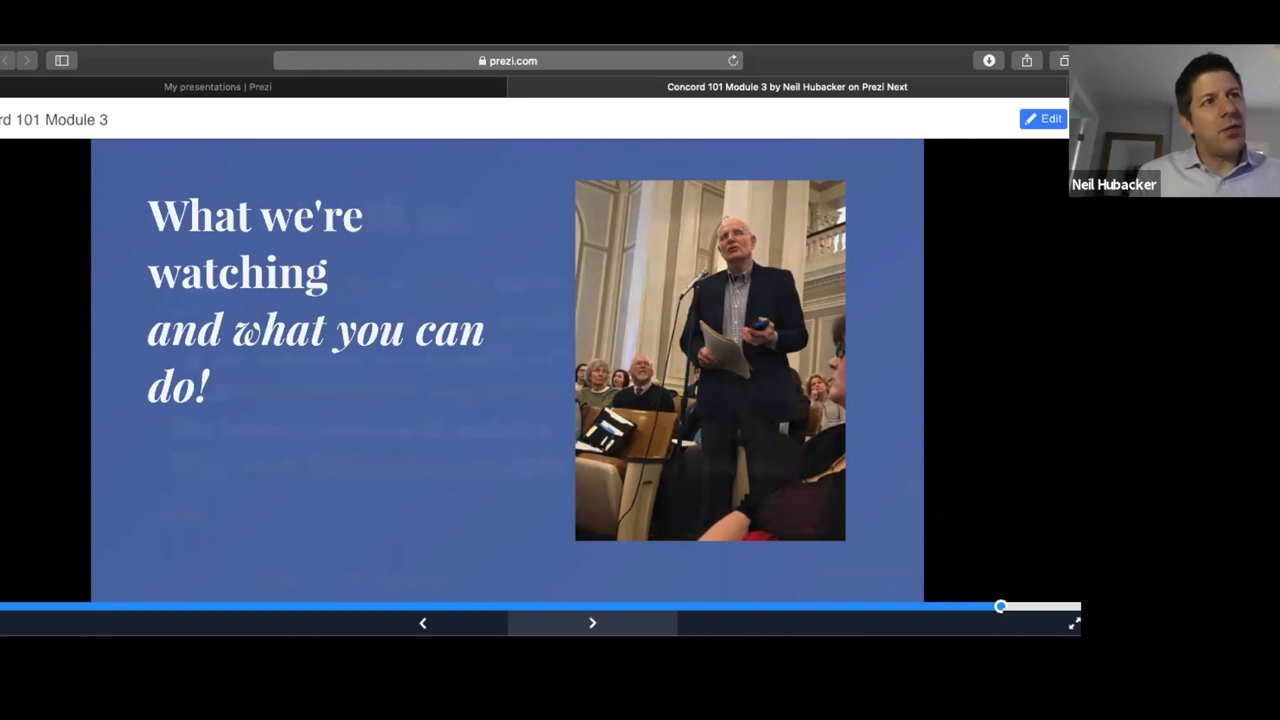 prezi.com
My presentations | Prezi
Concord 101 Module 3 by Neil Hubacker on Prezi Next
rd 101 Module 3
Edit
Neil Hubacker
What we're
watching
and what you can
do!